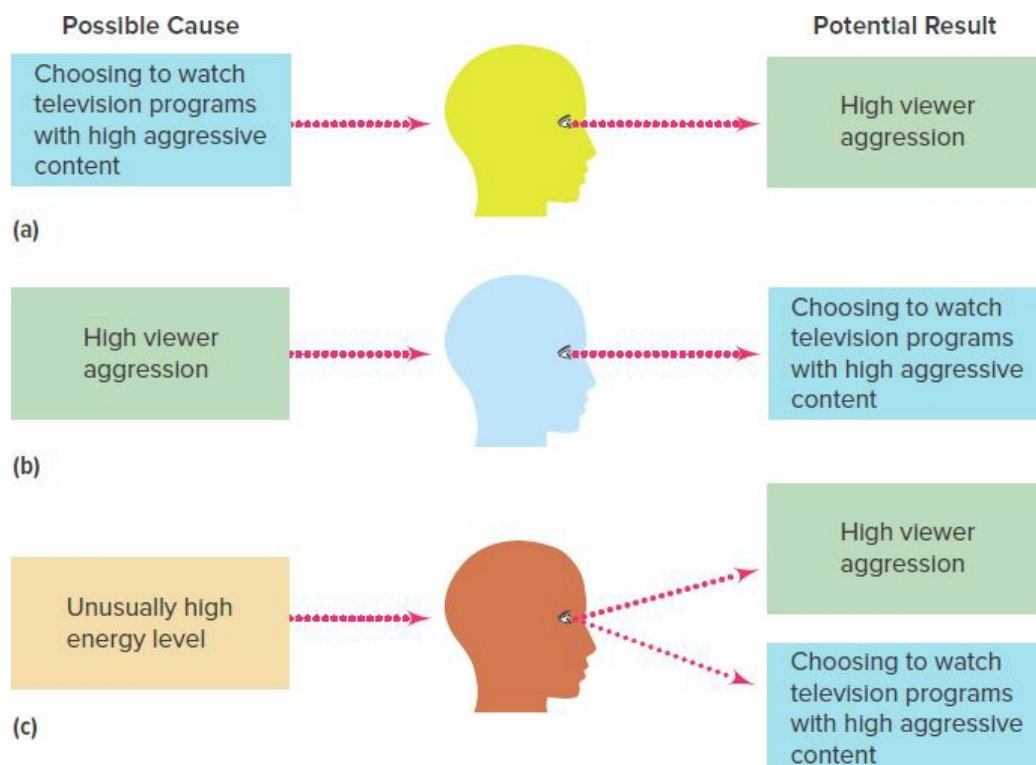 Possible Cause
Potential Result
Choosing to watch
television programs
with high aggressive
content
High viewer
aggression
(a)
High viewer
aggression
Choosing to watch
television programs
with high aggressive
content
(b)
Unusually high
energy level
High viewer
aggression
Choosing to watch
television programs
with high aggressive
content
(c)